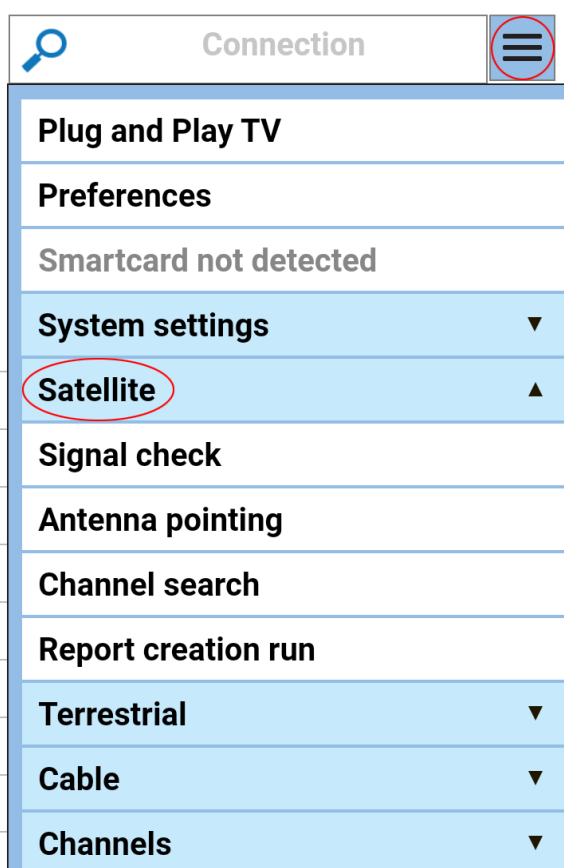 Connection
Plug and Play TV
Preferences
Smartcard not detected
System settings
Satellite
Signal check
Antenna pointing
Channel search
Report creation run
Terrestrial
Cable
Channels